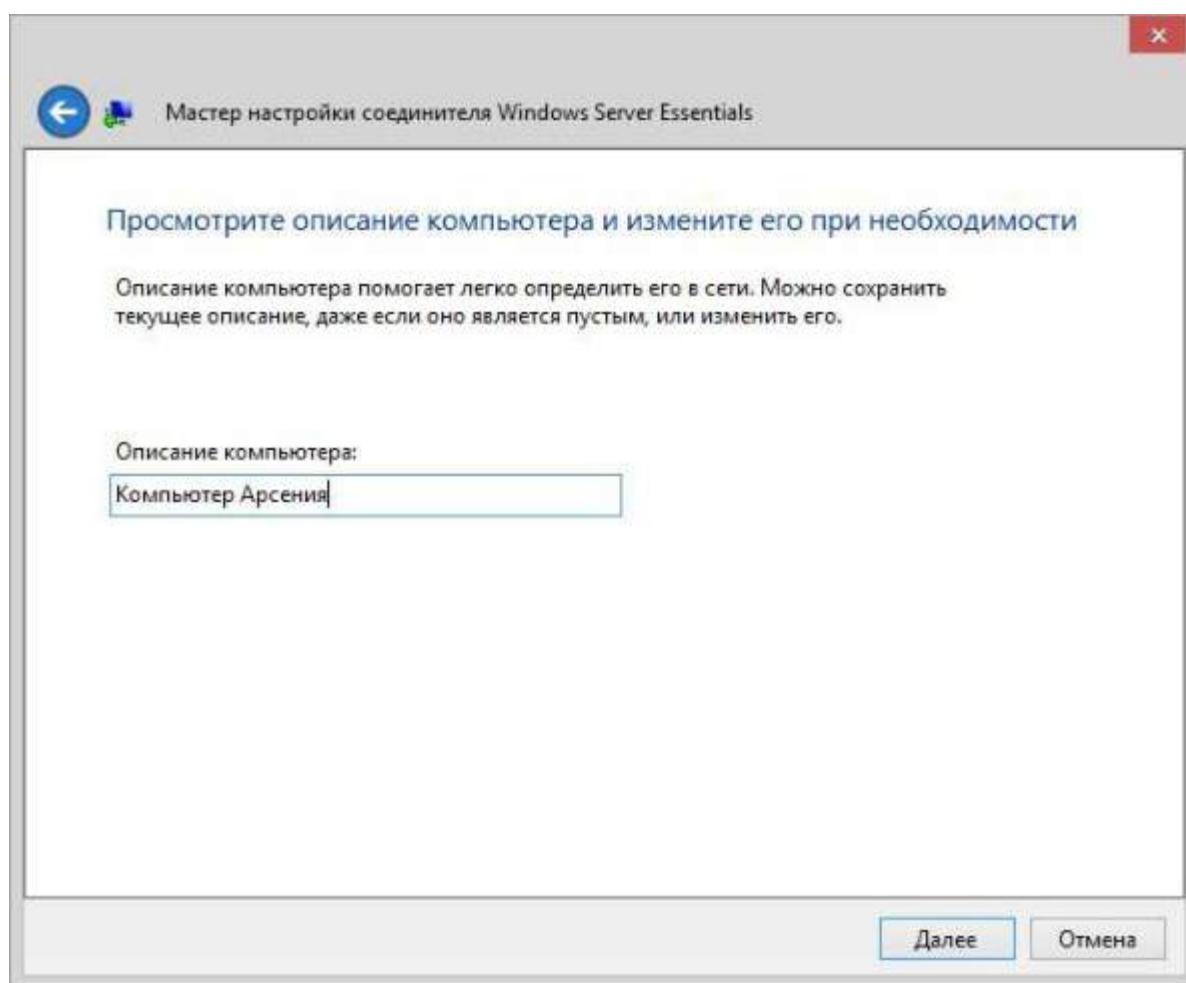 Мастер настройки соединителя Windows Server Essentials
Просмотрите описание компьютера и измените его при необходимости
Описание компьютера помогает легко определить его в сети. Можно сохранить
текущее описание, даже если оно является пустым, или изменить его.
Описание компьютера:
Компьютер Арсения
Далее
Отмена